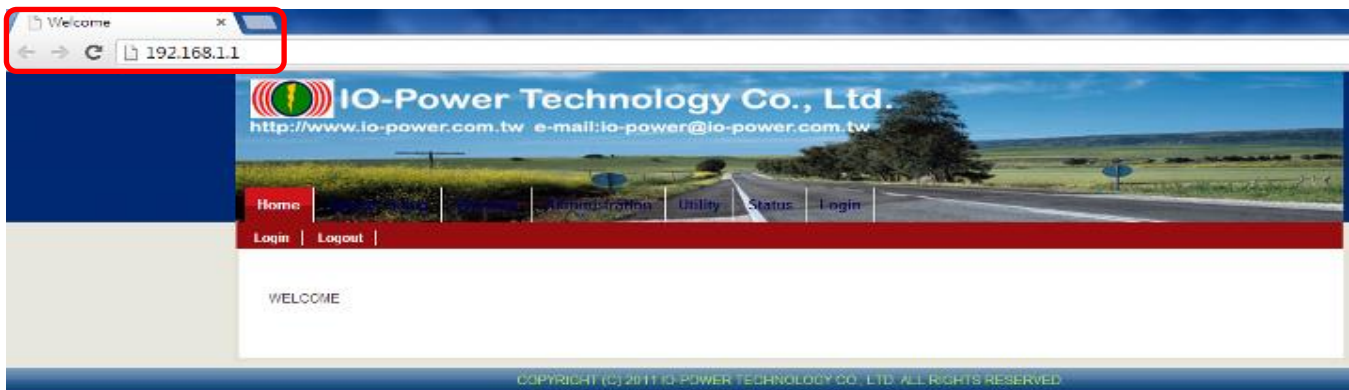 Welcome ×
192.168.1.1
IO-Power Technology Co., Ltd.
http://www.io-power.com.tw e-mail:io-power@io-power.com.tw
Home Administration Utility Status Login
Login | Logout |
WELCOME
COPYRIGHT (C) 2011 IO-POWER TECHNOLOGY CO., LTD. ALL RIGHTS RESERVED